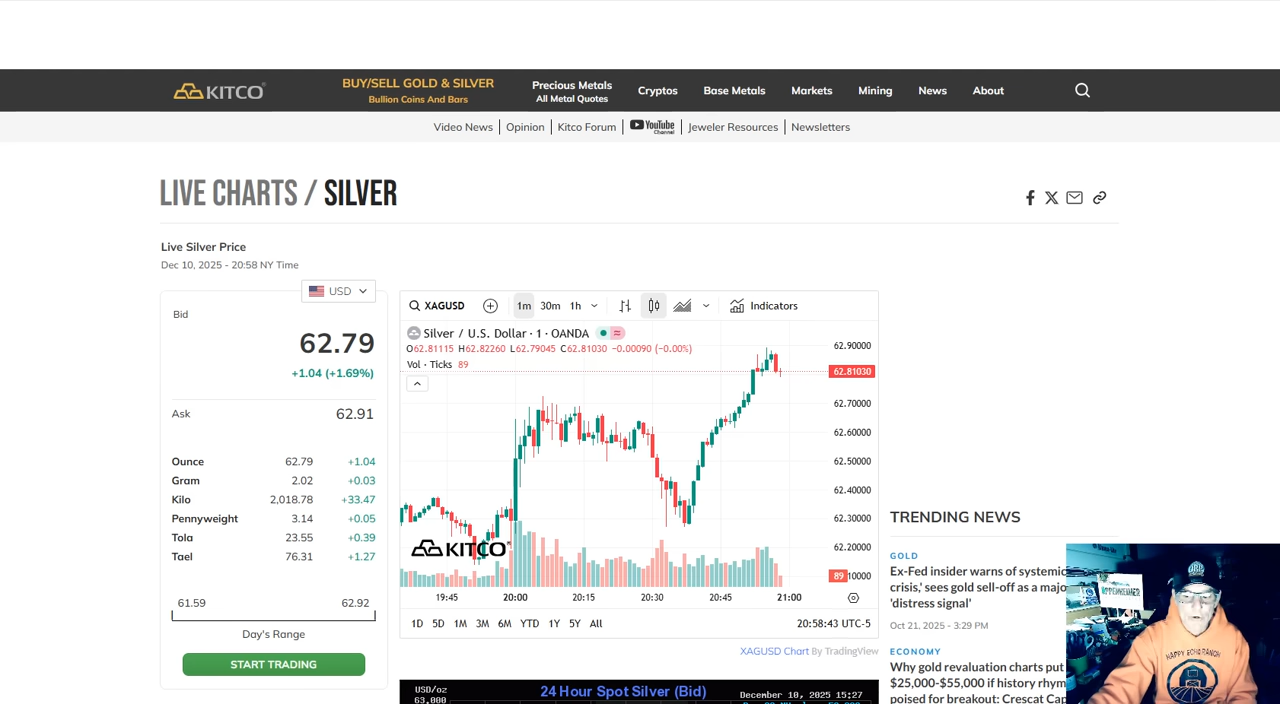 KITCO
BUY/SELL GOLD & SILVER
Bullion Coins And Bars
Precious Metals
All Metal Quotes
Cryptos
Base Metals
Markets
Mining
News
About
Video News
Opinion
Kitco Forum
YouTube
Channel
Jeweler Resources
Newsletters
LIVE CHARTS / SILVER
Live Silver Price
Dec 10, 2025 - 20:58 NY Time
USD
Bid
62.79
+1.04 (+1.69%)
Ask 62.91
Ounce 62.79 +1.04
Gram 2.02 +0.03
Kilo 2,018.78 +33.47
Pennyweight 3.14 +0.05
Tola 23.55 +0.39
Tael 76.31 +1.27
61.59 62.92
Day's Range
START TRADING
XAGUSD 1m 30m 1h Indicators
Silver / U.S. Dollar · 1 · OANDA
O62.81115 H62.82260 L62.79045 C62.81030 −0.00090 (−0.00%)
Vol · Ticks 89
62.90000
62.81030
62.70000
62.60000
62.50000
62.40000
62.30000
62.20000
89
10000
KITCO
19:45 20:00 20:15 20:30 20:45 21:00
1D 5D 1M 3M 6M YTD 1Y 5Y All
20:58:43 UTC-5
XAGUSD Chart By TradingView
USD/oz
63.000
24 Hour Spot Silver (Bid)
December 10, 2025 15:27
TRENDING NEWS
GOLD
Ex-Fed insider warns of systemic
crisis,' sees gold sell-off as a majo
'distress signal'
Oct 21, 2025 - 3:29 PM
ECONOMY
Why gold revaluation charts put
$25,000-$55,000 if history rhym
poised for breakout: Crescat Cap
HAPPY ECHO RANCH